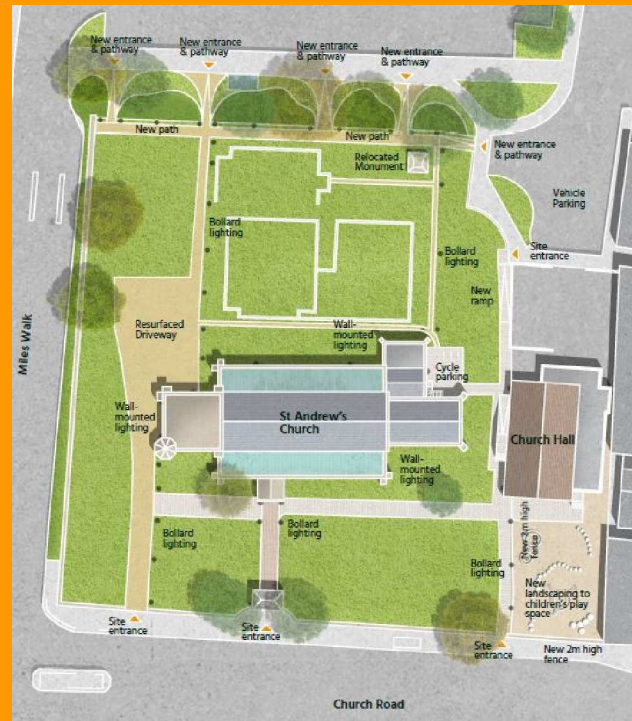 New entrance
& pathway
New entrance
& pathway
New entrance
& pathway
New entrance
& pathway
New path
New path
New entrance
& pathway
Relocated
Monument
Vehicle
Parking
Bollard
lighting
Bollard
lighting
Site
entrance
New
ramp
Miles Walk
Resurfaced
Driveway
Wall-
mounted
lighting
Cycle
parking
Wall-
mounted
lighting
St Andrew's
Church
Church Hall
Wall-
mounted
lighting
Bollard
lighting
Bollard
lighting
New 2m high
fence
Bollard
lighting
New
landscaping to
children's play
space
Site
entrance
Site
entrance
Site
entrance
New 2m high
fence
Church Road